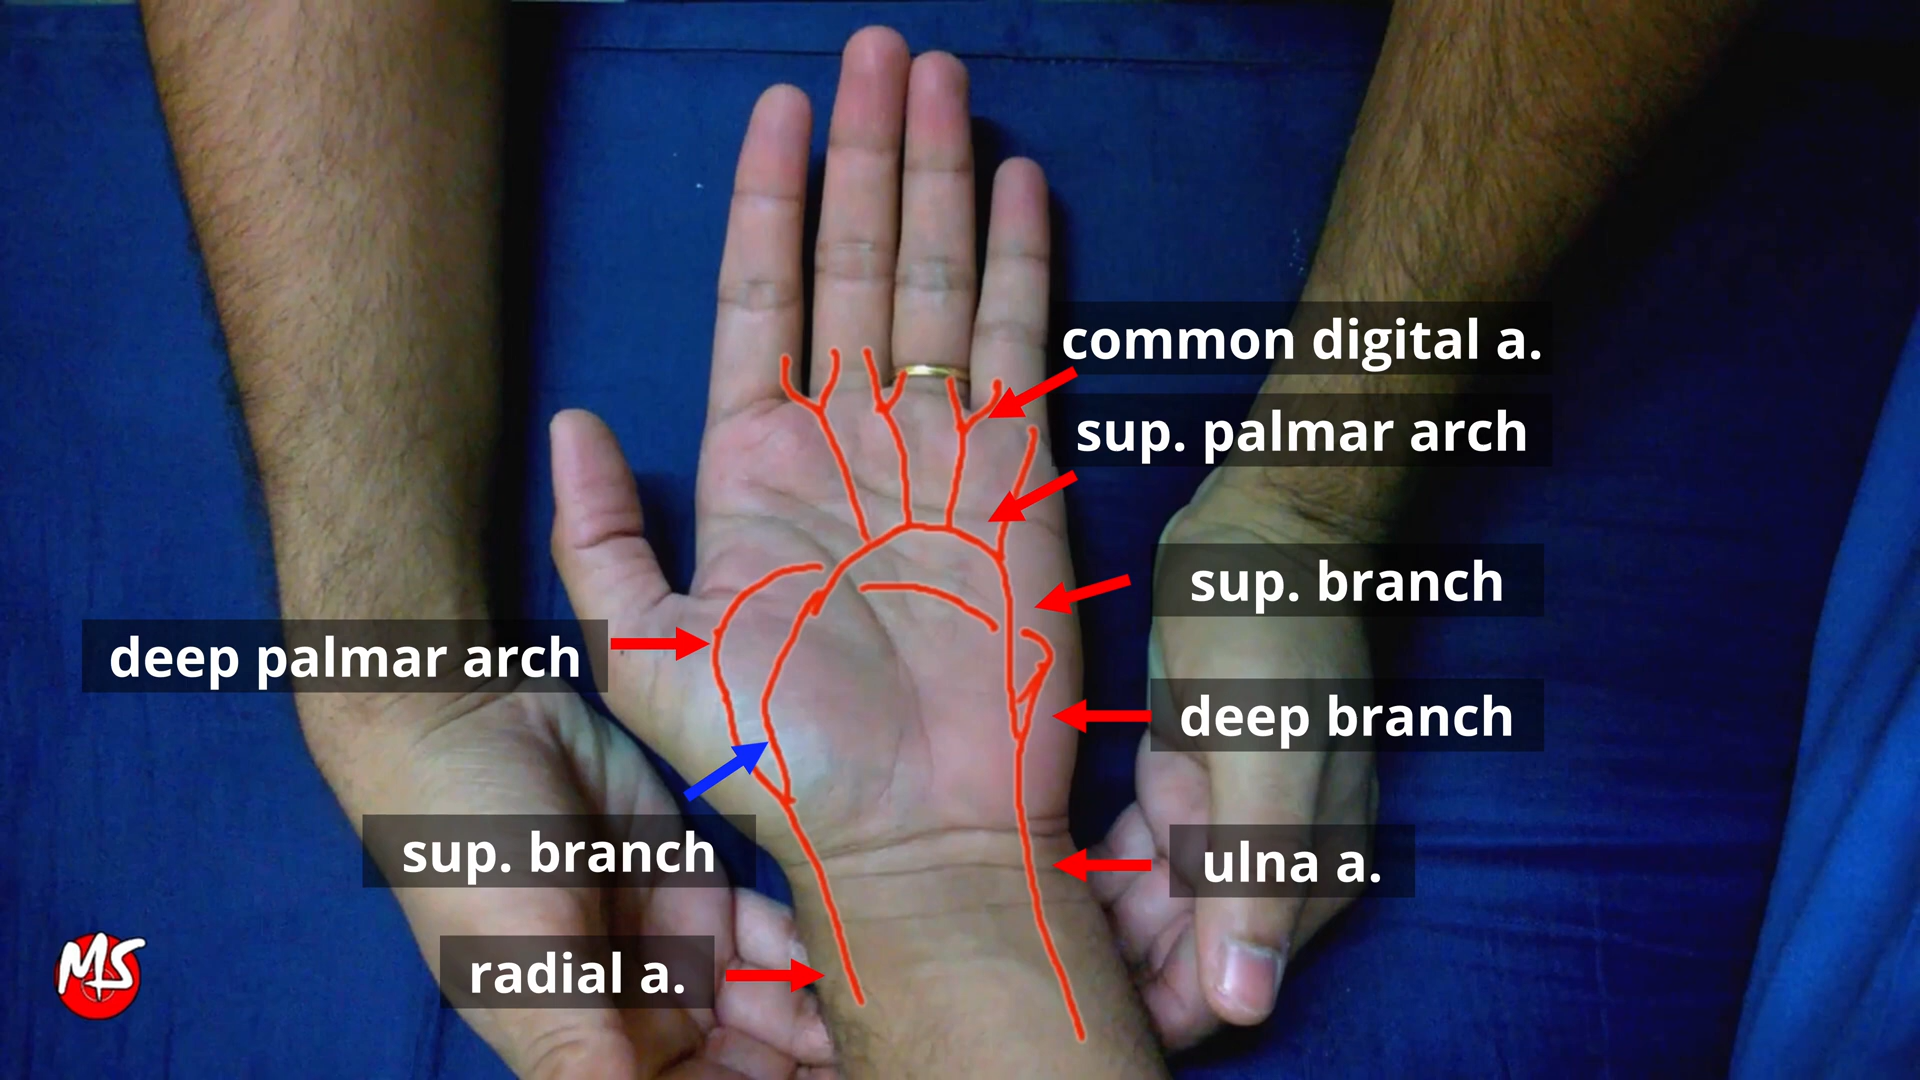 common digital a.
sup. palmar arch
sup. branch
deep palmar arch
deep branch
sup. branch
ulna a.
radial a.
MS